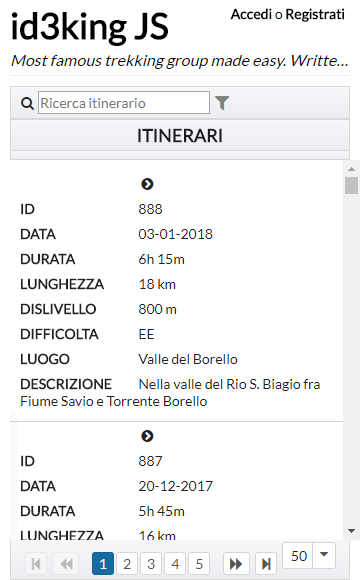 id3king JS
Accedi o Registrati
Most famous trekking group made easy. Writte...
Ricerca itinerario
ITINERARI
ID 888
DATA 03-01-2018
DURATA 6h 15m
LUNGHEZZA 18 km
DISLIVELLO 800 m
DIFFICOLTA EE
LUOGO Valle del Borello
DESCRIZIONE Nella valle del Rio S. Biagio fra
Fiume Savio e Torrente Borello
ID 887
DATA 20-12-2017
DURATA 5h 45m
LUNGHEZZA 16 km
1 2 3 4 5 50